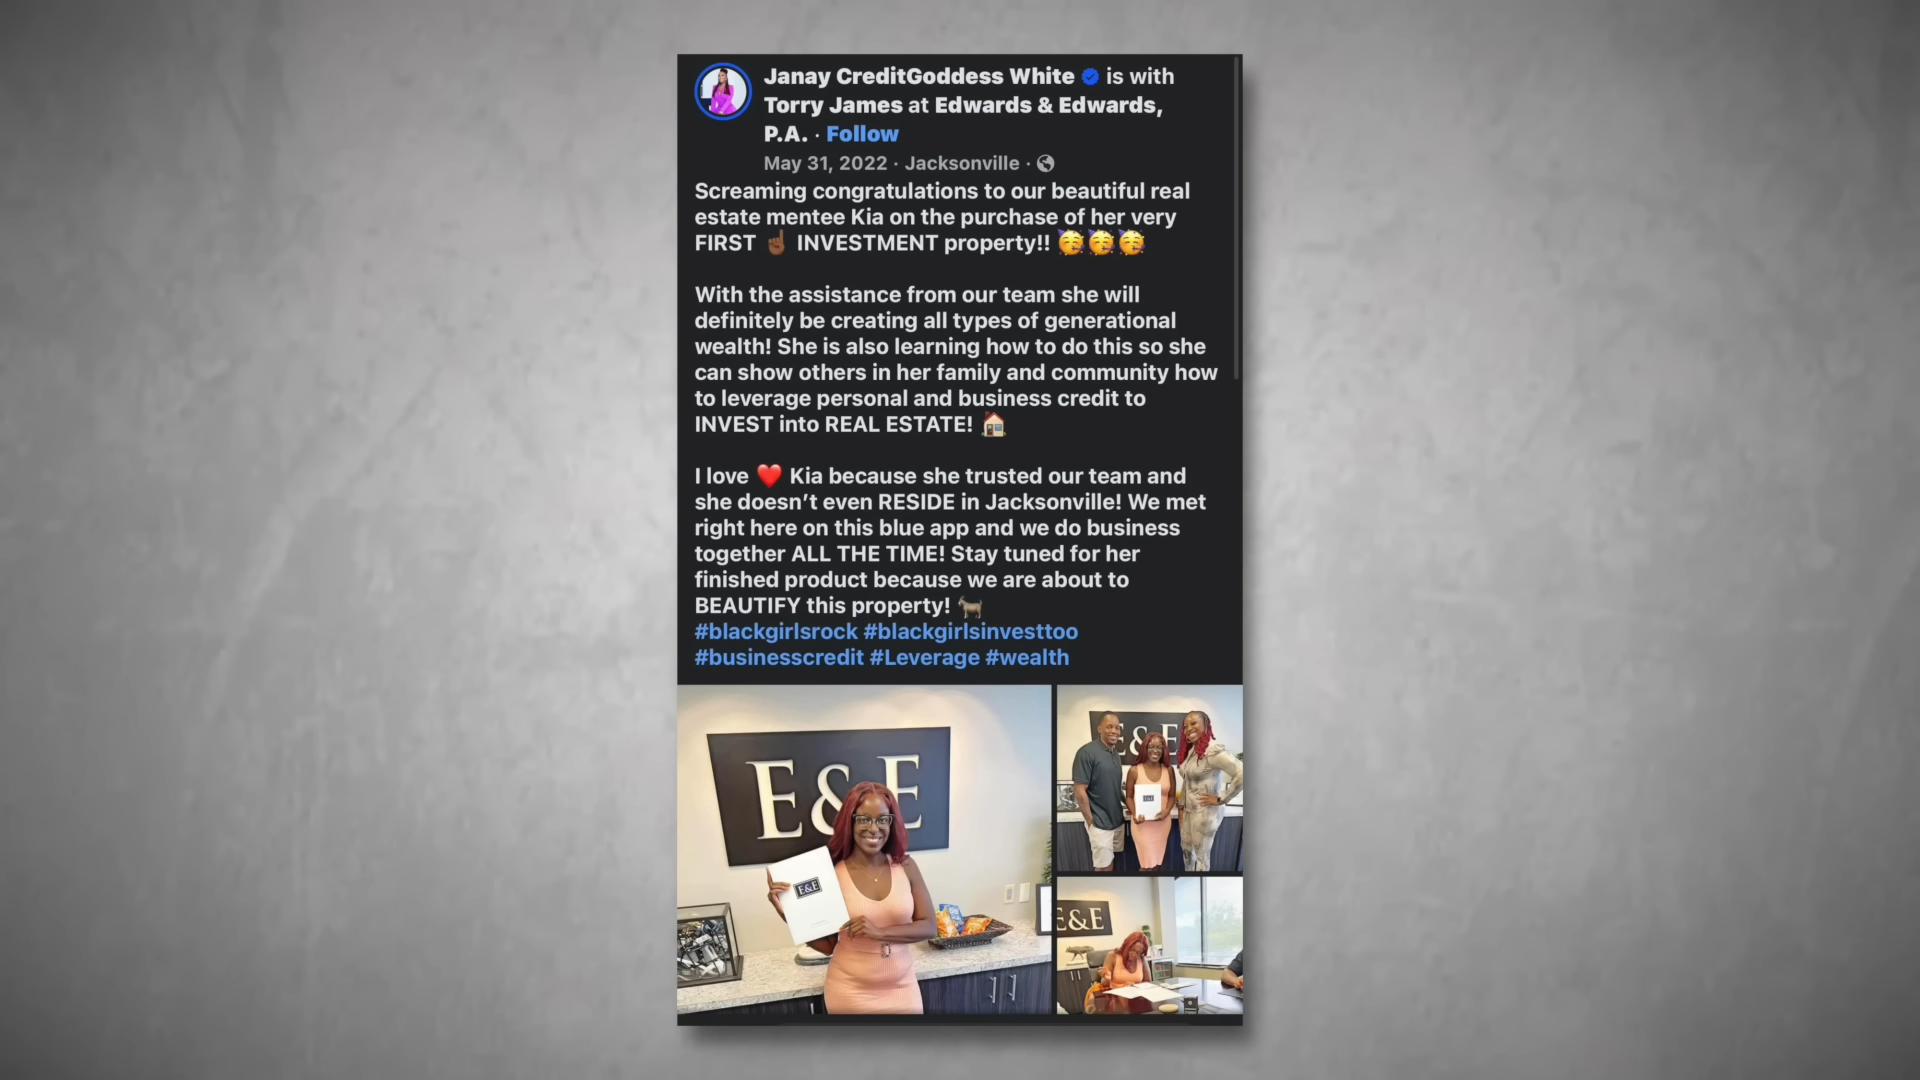 Janay CreditGoddess White is with
Torry James at Edwards & Edwards,
P.A. · Follow
May 31, 2022 · Jacksonville ·
Screaming congratulations to our beautiful real
estate mentee Kia on the purchase of her very
FIRST ☝🏾 INVESTMENT property!! 🥳🥳🥳
With the assistance from our team she will
definitely be creating all types of generational
wealth! She is also learning how to do this so she
can show others in her family and community how
to leverage personal and business credit to
INVEST into REAL ESTATE! 🏠
I love ❤️ Kia because she trusted our team and
she doesn’t even RESIDE in Jacksonville! We met
right here on this blue app and we do business
together ALL THE TIME! Stay tuned for her
finished product because we are about to
BEAUTIFY this property! 🐐
#blackgirlsrock #blackgirlsinvesttoo
#businesscredit #Leverage #wealth
E&E
E&E
E&E
E&E
E&E